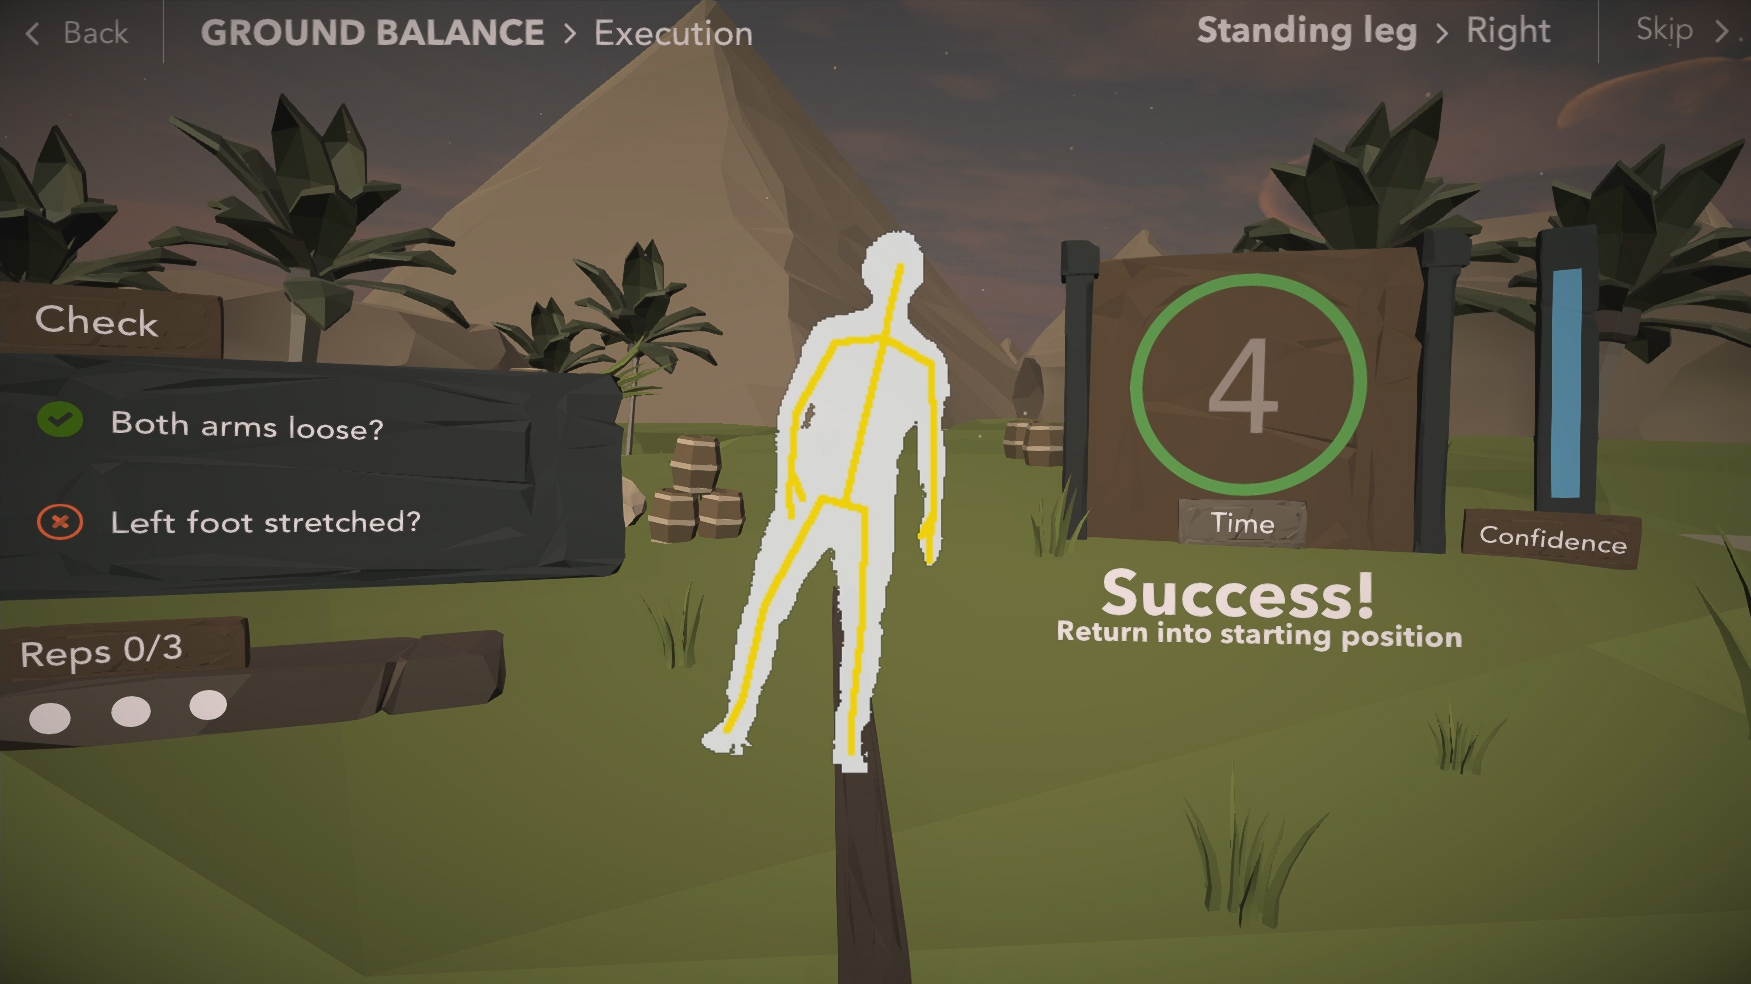 Back
GROUND BALANCE > Execution
Standing leg > Right
Skip
Check
Both arms loose?
Left foot stretched?
Reps 0/3
4
Time
Confidence
Success!
Return into starting position